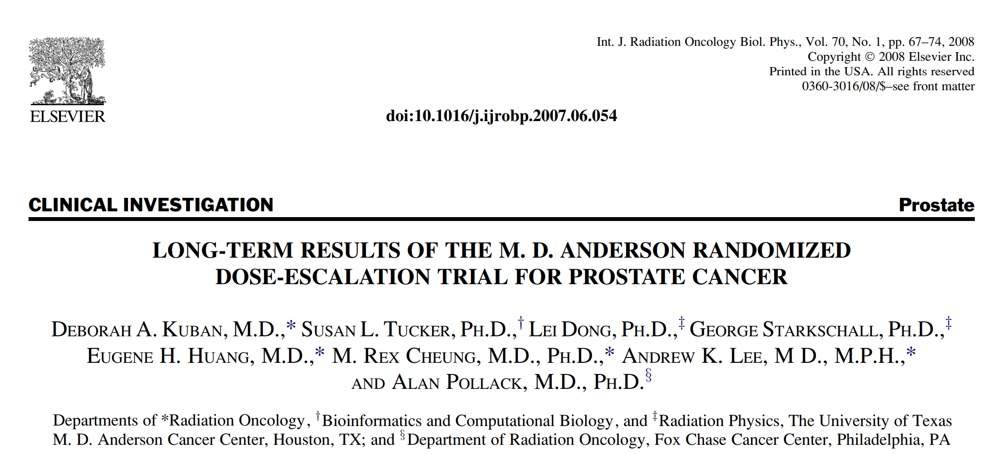 Int. J. Radiation Oncology Biol. Phys., Vol. 70, No. 1, pp. 67–74, 2008
Copyright © 2008 Elsevier Inc.
Printed in the USA. All rights reserved
0360-3016/08/$–see front matter
NON SOLUS
ELSEVIER
doi:10.1016/j.ijrobp.2007.06.054
CLINICAL INVESTIGATION
Prostate
LONG-TERM RESULTS OF THE M. D. ANDERSON RANDOMIZED
DOSE-ESCALATION TRIAL FOR PROSTATE CANCER
DEBORAH A. KUBAN, M.D.,* SUSAN L. TUCKER, PH.D.,† LEI DONG, PH.D.,‡ GEORGE STARKSCHALL, PH.D.,‡
EUGENE H. HUANG, M.D.,* M. REX CHEUNG, M.D., PH.D.,* ANDREW K. LEE, M D., M.P.H.,*
AND ALAN POLLACK, M.D., PH.D.§
Departments of *Radiation Oncology, †Bioinformatics and Computational Biology, and ‡Radiation Physics, The University of Texas
M. D. Anderson Cancer Center, Houston, TX; and §Department of Radiation Oncology, Fox Chase Cancer Center, Philadelphia, PA